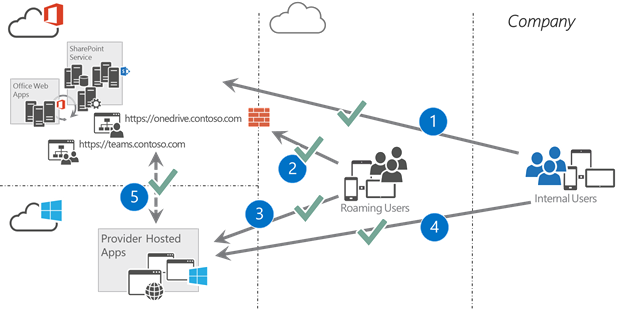 Company
SharePoint
Service
Office Web
Apps
https://onedrive.contoso.com
https://teams.contoso.com
1
2
3
4
5
Roaming Users
Internal Users
Provider Hosted
Apps